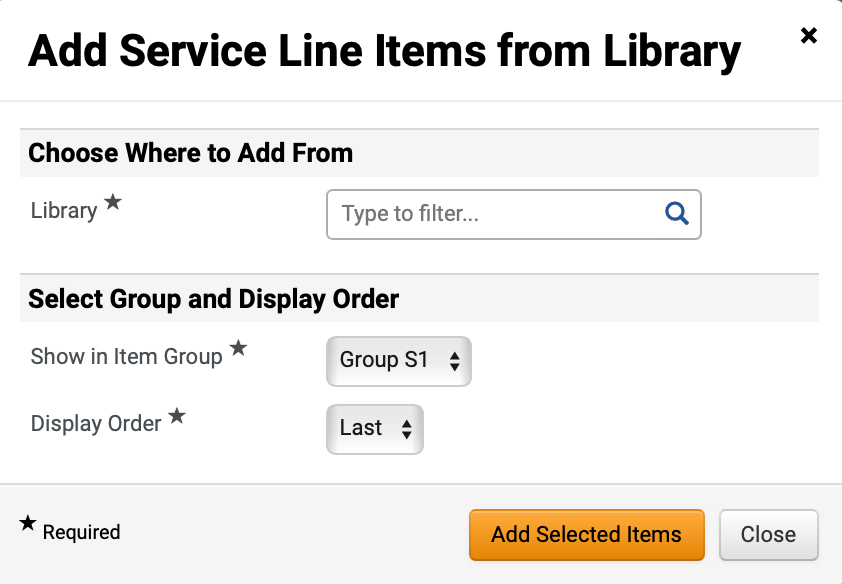 Add Service Line Items from Library
Choose Where to Add From
Library ★ Type to filter...
Select Group and Display Order
Show in Item Group ★ Group S1
Display Order ★ Last
★ Required Add Selected Items Close